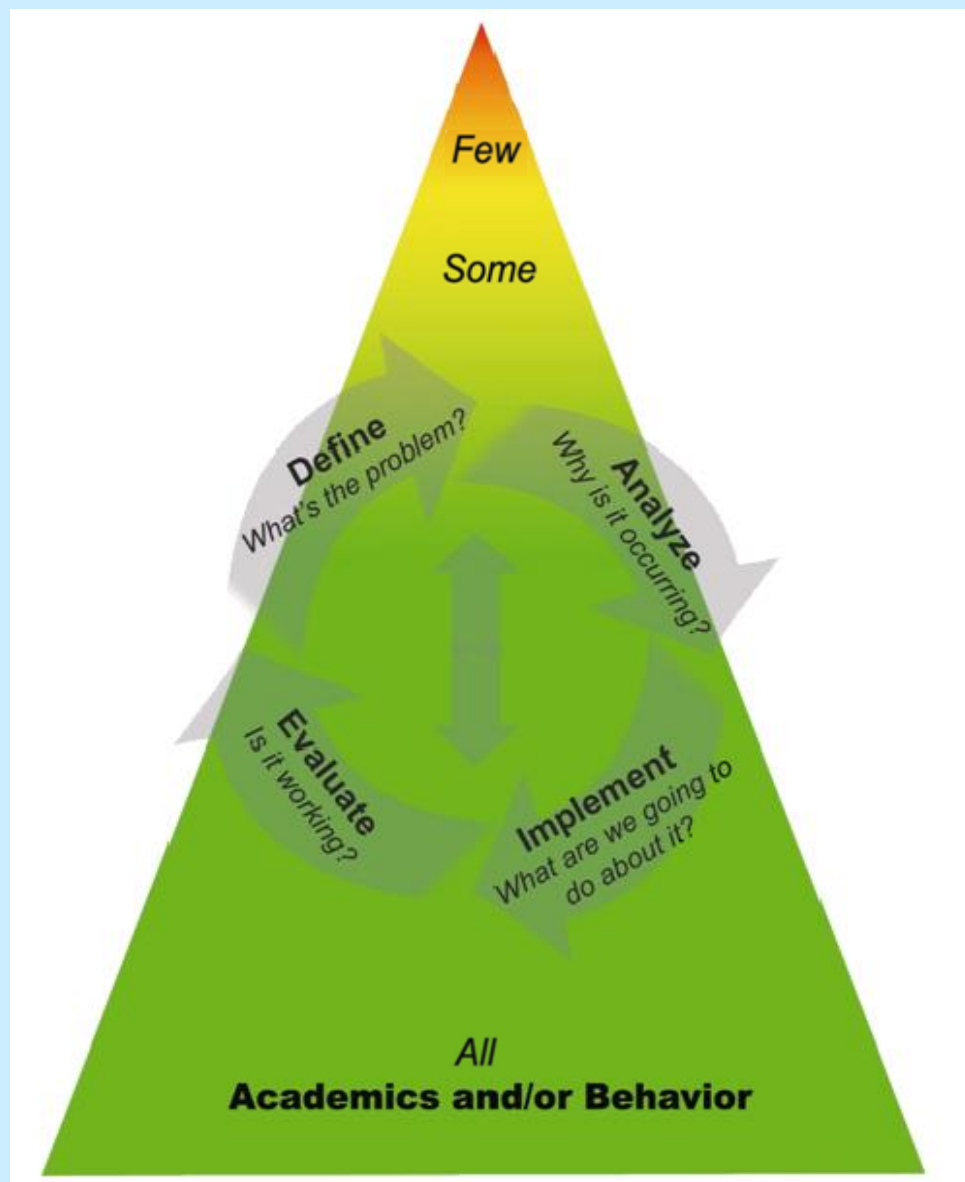 Few
Some
Define
What's the problem?
Analyze
Why is it occurring?
Implement
What are we going to
do about it?
Evaluate
Is it working?
All
Academics and/or Behavior